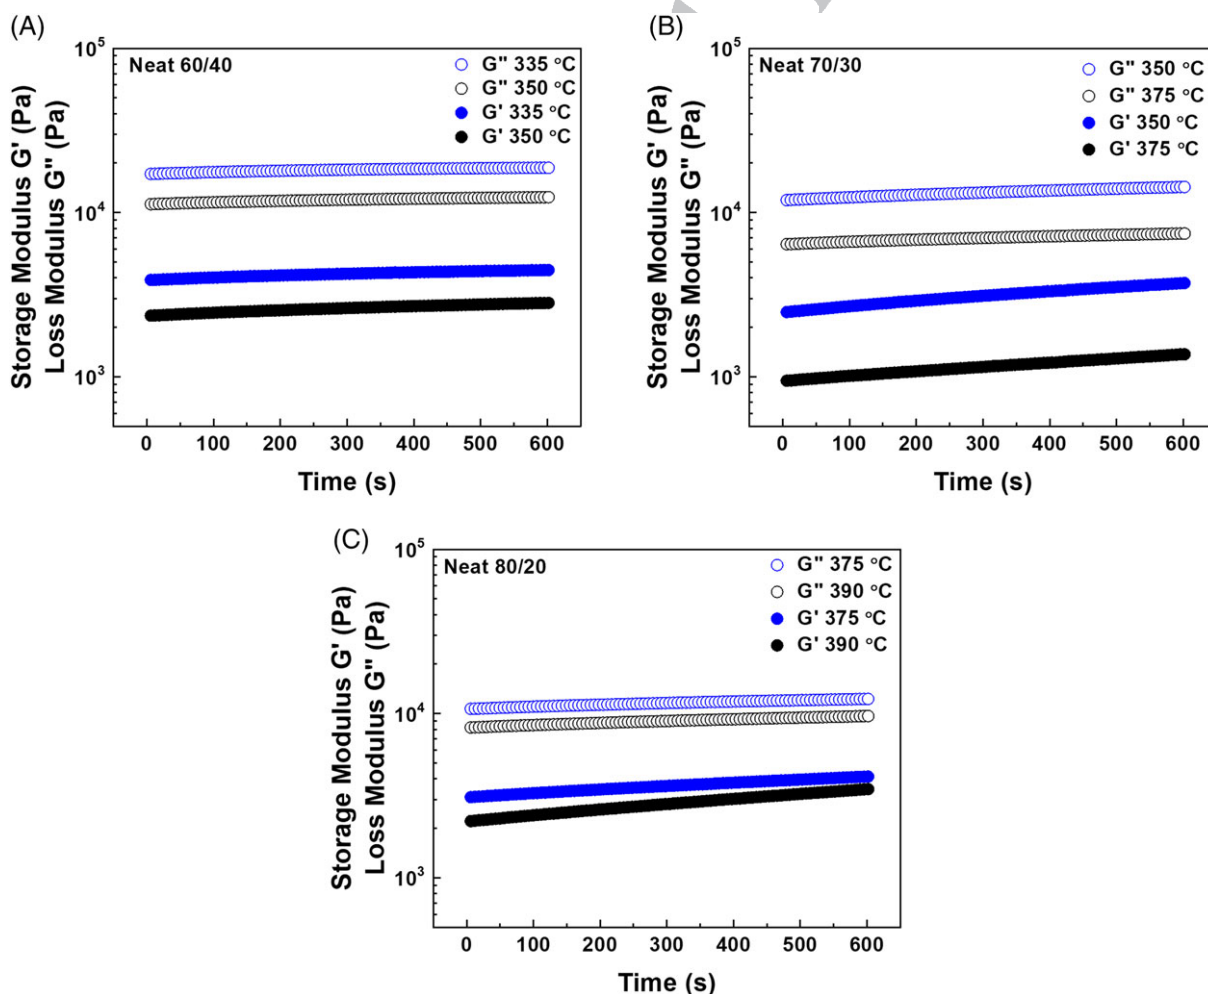 (A)
Neat 60/40
G" 335 °C
G" 350 °C
G' 335 °C
G' 350 °C
10⁵
10⁴
10³
Storage Modulus G' (Pa)
Loss Modulus G" (Pa)
0 100 200 300 400 500 600
Time (s)
(B)
Neat 70/30
G" 350 °C
G" 375 °C
G' 350 °C
G' 375 °C
10⁵
10⁴
10³
Storage Modulus G' (Pa)
Loss Modulus G" (Pa)
0 100 200 300 400 500 600
Time (s)
(C)
Neat 80/20
G" 375 °C
G" 390 °C
G' 375 °C
G' 390 °C
10⁵
10⁴
10³
Storage Modulus G' (Pa)
Loss Modulus G" (Pa)
0 100 200 300 400 500 600
Time (s)